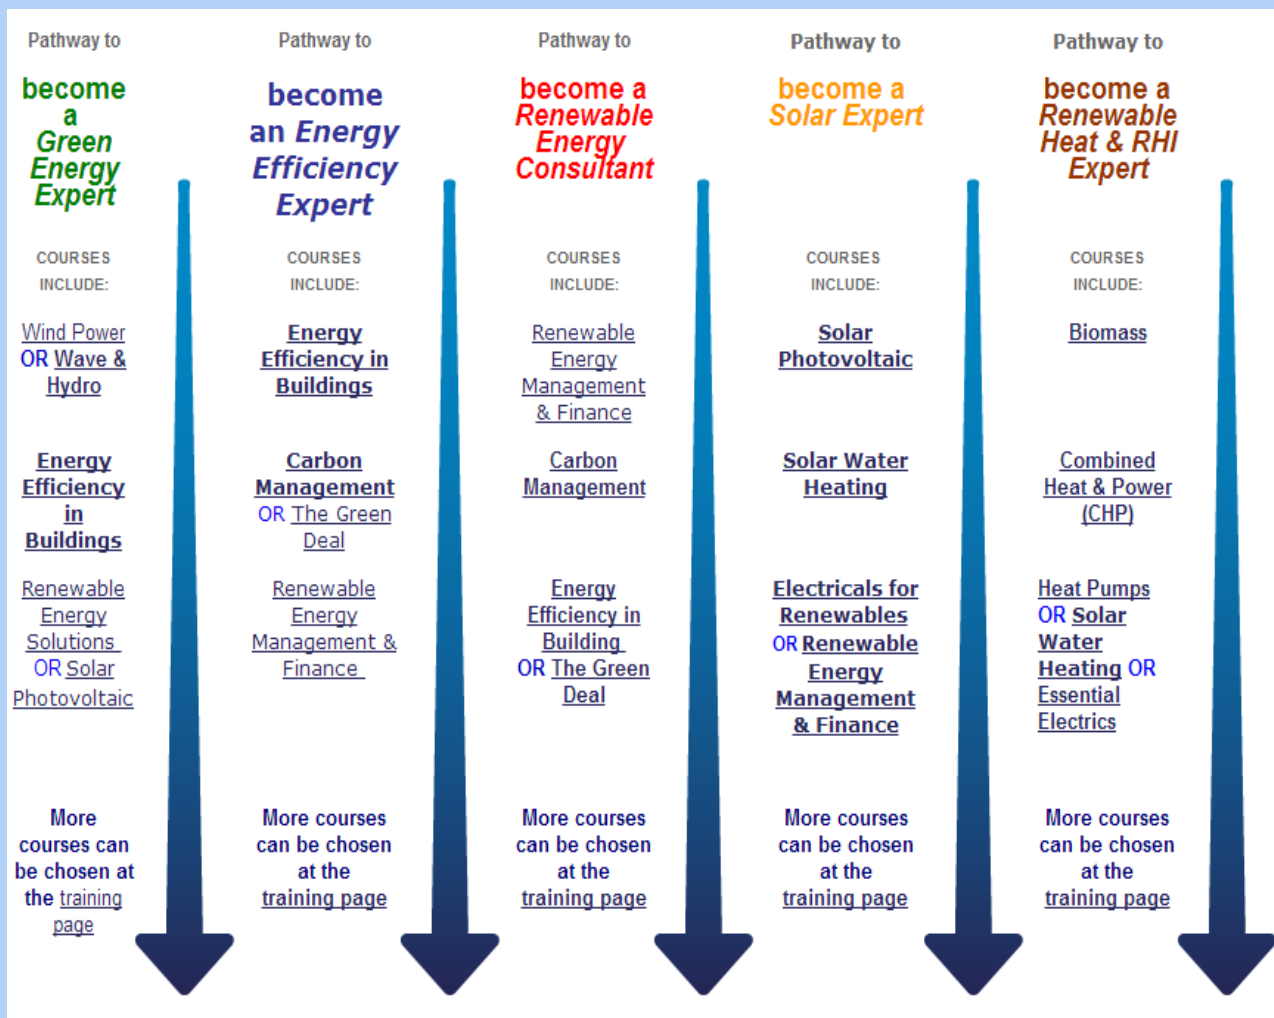 Pathway to
become
a
Green
Energy
Expert
COURSES
INCLUDE:
Wind Power
OR Wave &
Hydro
Energy
Efficiency
in
Buildings
Renewable
Energy
Solutions
OR Solar
Photovoltaic
More
courses can
be chosen at
the training
page
Pathway to
become
an Energy
Efficiency
Expert
COURSES
INCLUDE:
Energy
Efficiency in
Buildings
Carbon
Management
OR The Green
Deal
Renewable
Energy
Management &
Finance
More courses
can be chosen
at the
training page
Pathway to
become a
Renewable
Energy
Consultant
COURSES
INCLUDE:
Renewable
Energy
Management
& Finance
Carbon
Management
Energy
Efficiency in
Building
OR The Green
Deal
More courses
can be chosen
at the
training page
Pathway to
become a
Solar Expert
COURSES
INCLUDE:
Solar
Photovoltaic
Solar Water
Heating
Electricals for
Renewables
OR Renewable
Energy
Management
& Finance
More courses
can be chosen
at the
training page
Pathway to
become a
Renewable
Heat & RHI
Expert
COURSES
INCLUDE:
Biomass
Combined
Heat & Power
(CHP)
Heat Pumps
OR Solar
Water
Heating OR
Essential
Electrics
More courses
can be chosen
at the
training page